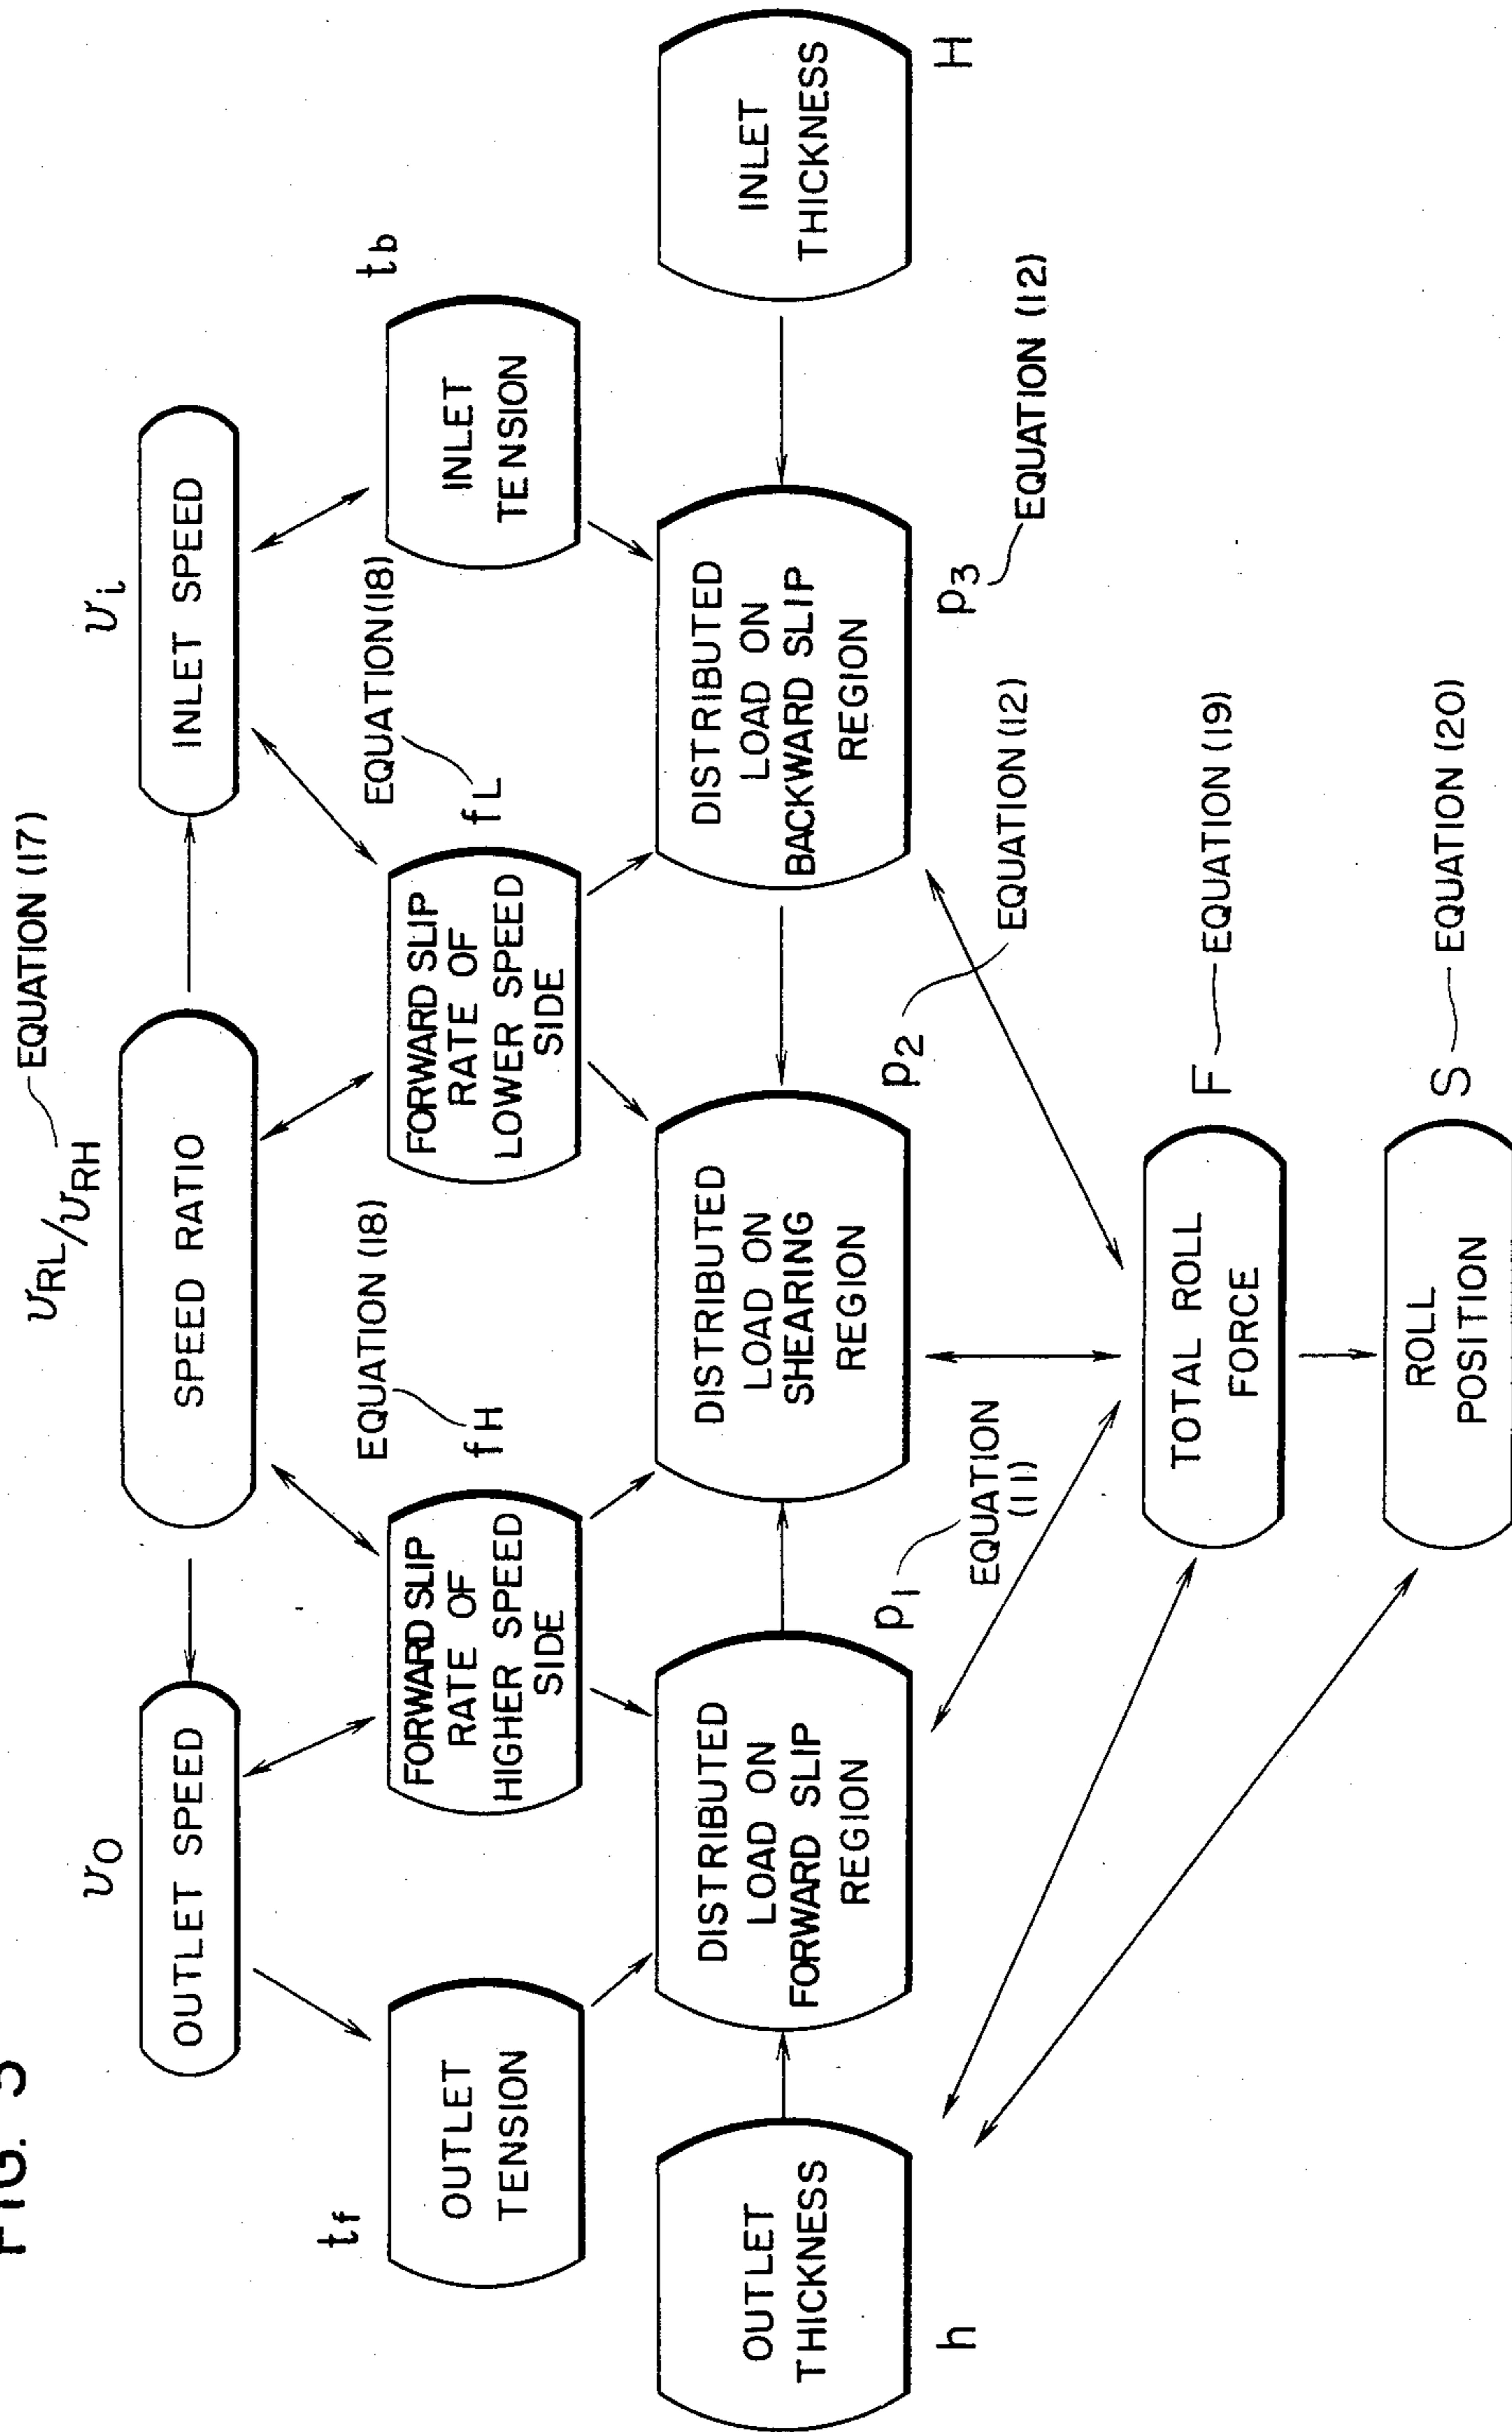 FIG. 3
υRL/υRH
EQUATION (17)
υO
υi
OUTLET SPEED
SPEED RATIO
INLET SPEED
tf
EQUATION (18)
fH
EQUATION (18)
fL
tb
OUTLET
TENSION
FORWARD SLIP
RATE OF
HIGHER SPEED
SIDE
FORWARD SLIP
RATE OF
LOWER SPEED
SIDE
INLET
TENSION
OUTLET
THICKNESS
DISTRIBUTED
LOAD ON
FORWARD SLIP
REGION
DISTRIBUTED
LOAD ON
SHEARING
REGION
DISTRIBUTED
LOAD ON
BACKWARD SLIP
REGION
INLET
THICKNESS
h
p1
EQUATION
(11)
p2
EQUATION (12)
p3
EQUATION (12)
H
TOTAL ROLL
FORCE
F
EQUATION (19)
ROLL
POSITION
S
EQUATION (20)